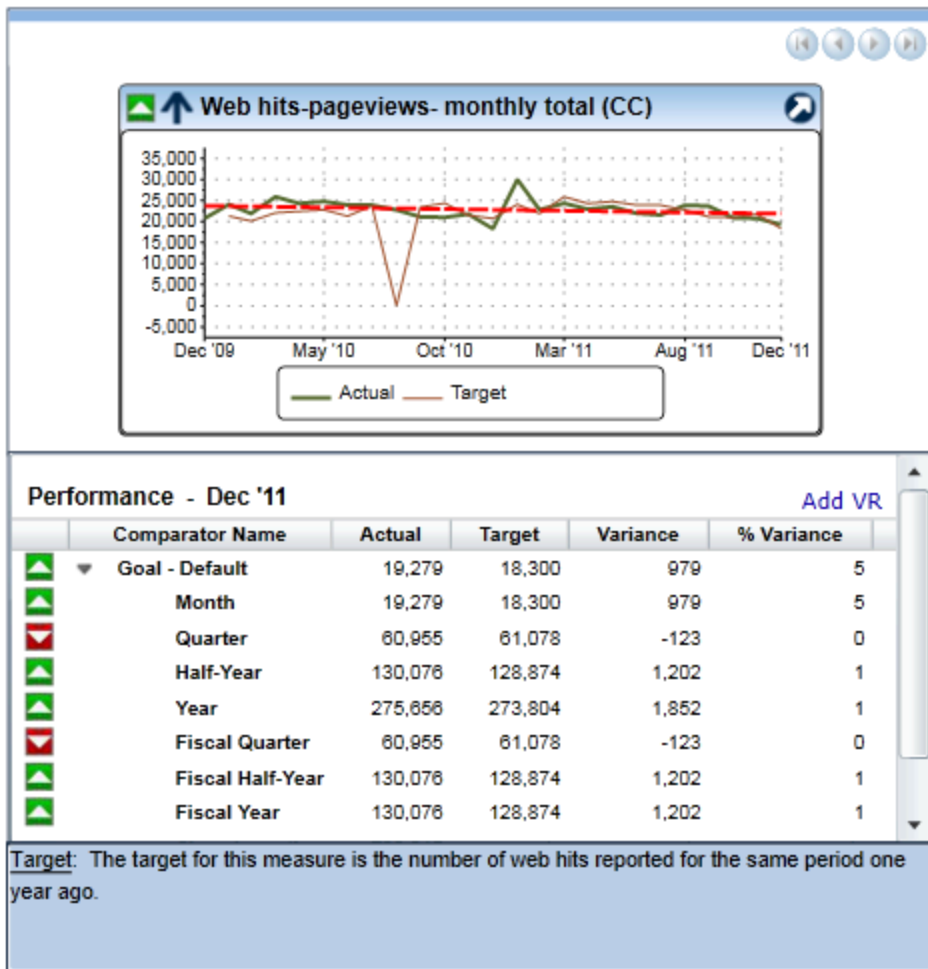 Web hits-pageviews- monthly total (CC)
35,000
30,000
25,000
20,000
15,000
10,000
5,000
0
-5,000
Dec '09 May '10 Oct '10 Mar '11 Aug '11 Dec '11
Actual Target
Performance - Dec '11
Add VR
Comparator Name Actual Target Variance % Variance
Goal - Default 19,279 18,300 979 5
Month 19,279 18,300 979 5
Quarter 60,955 61,078 -123 0
Half-Year 130,076 128,874 1,202 1
Year 275,656 273,804 1,852 1
Fiscal Quarter 60,955 61,078 -123 0
Fiscal Half-Year 130,076 128,874 1,202 1
Fiscal Year 130,076 128,874 1,202 1
Target: The target for this measure is the number of web hits reported for the same period one
year ago.